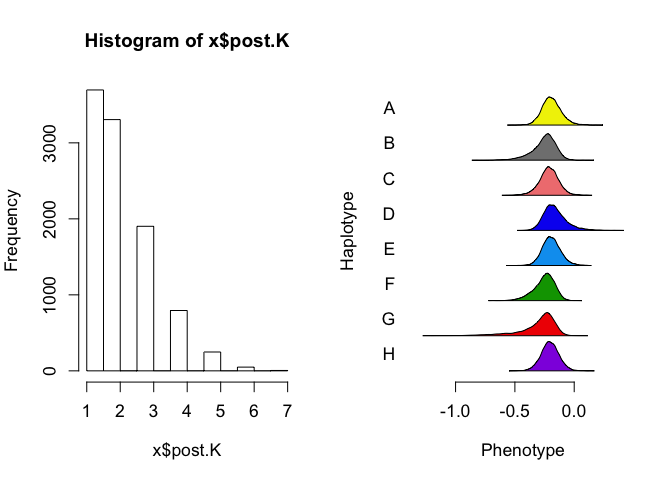 Histogram of x$post.K
Frequency
0
1000
2000
3000
1 2 3 4 5 6 7
x$post.K
Haplotype
A
B
C
D
E
F
G
H
-1.0 -0.5 0.0
Phenotype